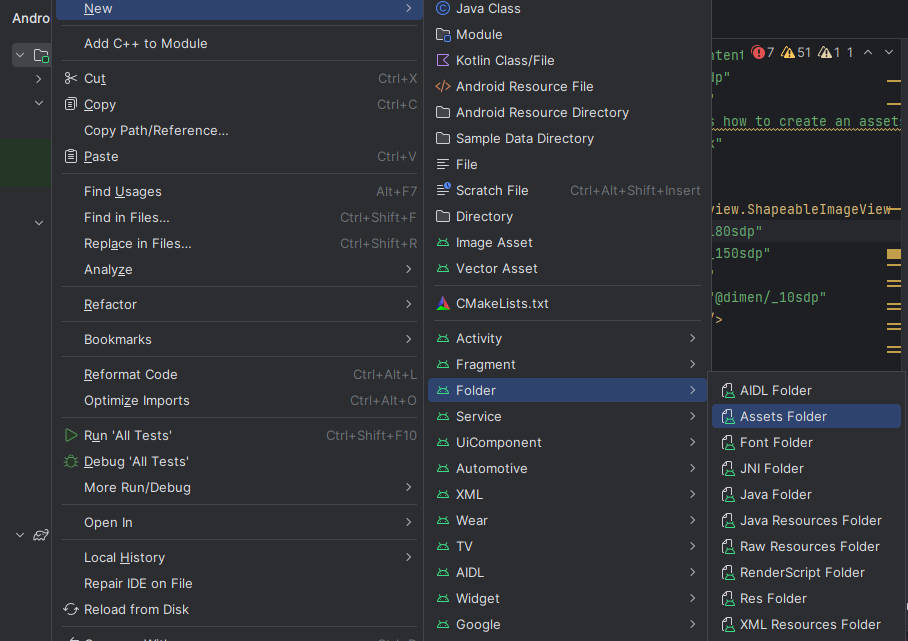 Andro
New
Add C++ to Module
Cut Ctrl+X
Copy Ctrl+C
Copy Path/Reference...
Paste Ctrl+V
Find Usages Alt+F7
Find in Files... Ctrl+Shift+F
Replace in Files... Ctrl+Shift+R
Analyze
Refactor
Bookmarks
Reformat Code Ctrl+Alt+L
Optimize Imports Ctrl+Alt+O
Run 'All Tests' Ctrl+Shift+F10
Debug 'All Tests'
More Run/Debug
Open In
Local History
Repair IDE on File
Reload from Disk
Java Class
Module
Kotlin Class/File
Android Resource File
Android Resource Directory
Sample Data Directory
File
Scratch File Ctrl+Alt+Shift+Insert
Directory
Image Asset
Vector Asset
CMakeLists.txt
Activity
Fragment
Folder
Service
UiComponent
Automotive
XML
Wear
TV
AIDL
Widget
Google
AIDL Folder
Assets Folder
Font Folder
JNI Folder
Java Folder
Java Resources Folder
Raw Resources Folder
RenderScript Folder
Res Folder
XML Resources Folder
7 51 1 1
s how to create an assets
view.ShapeableImageView
80sdp"
_150sdp"
"@dimen/_10sdp"
/>